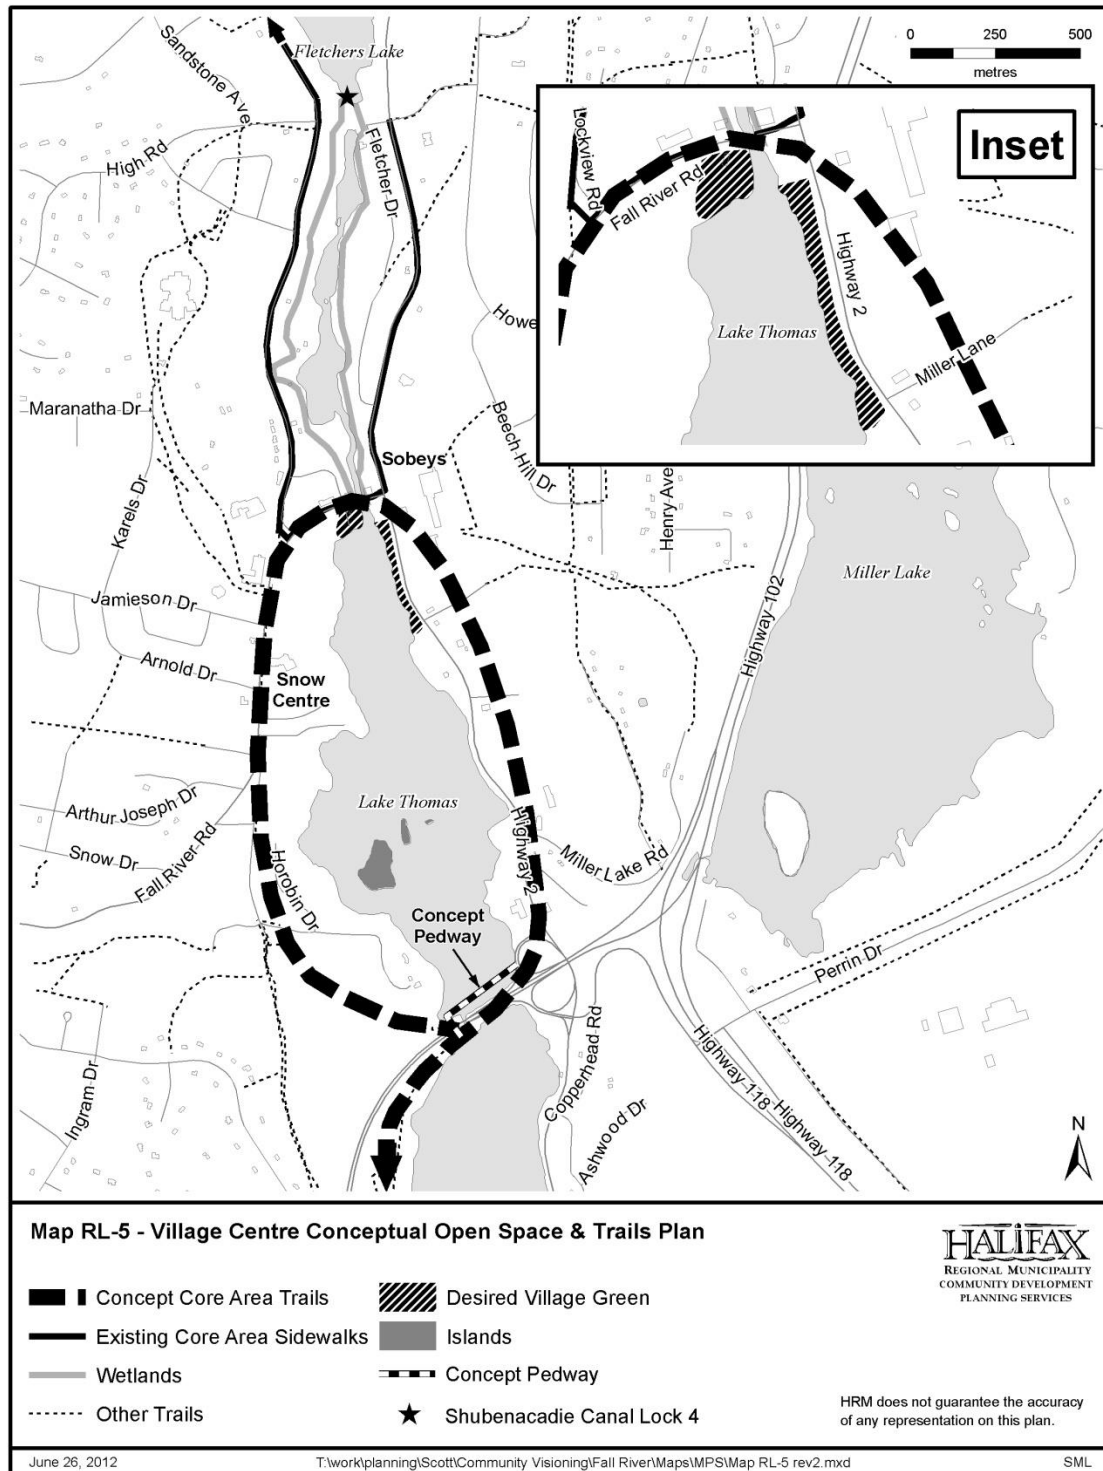 Fletchers Lake
Sandstone Ave
High Rd
Fletcher Dr
0 250 500
metres
Inset
Lockview Rd
Fall River Rd
Highway 2
Lake Thomas
Miller Lane
Howe
Maranatha Dr
Beech Hill Dr
Sobeys
Karels Dr
Henry Ave
Miller Lake
Jamieson Dr
Highway 102
Arnold Dr
Snow
Centre
Lake Thomas
Arthur Joseph Dr
Highway 2
Snow Dr
Fall River Rd
Miller Lake Rd
Horobin Dr
Concept
Pedway
Perrin Dr
Copperhead Rd
Highway 118
Highway 118
Ingram Dr
Ashwood Dr
N
Map RL-5 - Village Centre Conceptual Open Space & Trails Plan
HALIFAX
REGIONAL MUNICIPALITY
COMMUNITY DEVELOPMENT
PLANNING SERVICES
Concept Core Area Trails
Desired Village Green
Existing Core Area Sidewalks
Islands
Wetlands
Concept Pedway
Other Trails
Shubenacadie Canal Lock 4
HRM does not guarantee the accuracy
of any representation on this plan.
June 26, 2012
T:\work\planning\Scott\Community Visioning\Fall River\Maps\MPS\Map RL-5 rev2.mxd
SML